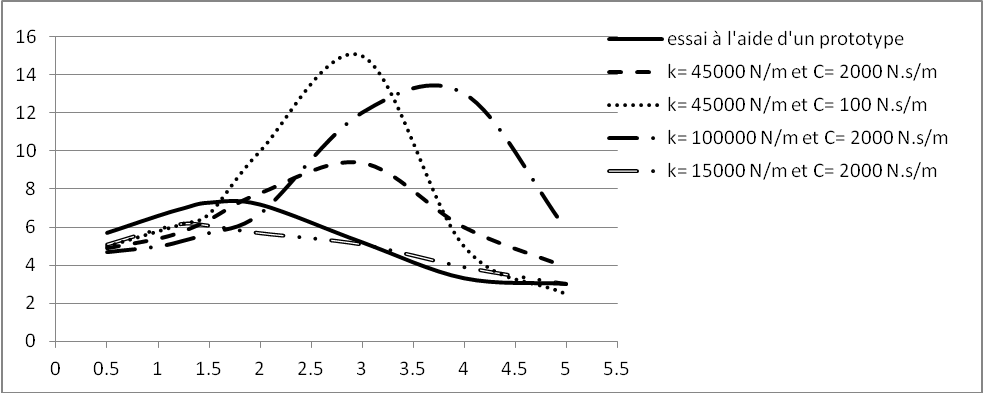 16
14
12
10
8
6
4
2
0
0 0.5 1 1.5 2 2.5 3 3.5 4 4.5 5 5.5
essai à l'aide d'un prototype
k= 45000 N/m et C= 2000 N.s/m
k= 45000 N/m et C= 100 N.s/m
k= 100000 N/m et C= 2000 N.s/m
k= 15000 N/m et C= 2000 N.s/m